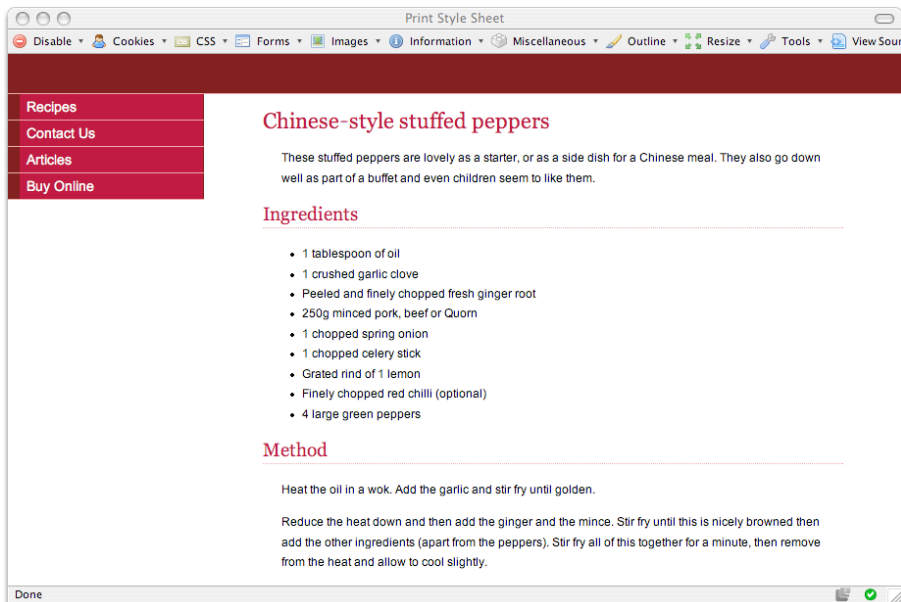 Print Style Sheet
Disable Cookies CSS Forms Images Information Miscellaneous Outline Resize Tools View Sour
Recipes
Contact Us
Articles
Buy Online
Chinese-style stuffed peppers
These stuffed peppers are lovely as a starter, or as a side dish for a Chinese meal. They also go down
well as part of a buffet and even children seem to like them.
Ingredients
1 tablespoon of oil
1 crushed garlic clove
Peeled and finely chopped fresh ginger root
250g minced pork, beef or Quorn
1 chopped spring onion
1 chopped celery stick
Grated rind of 1 lemon
Finely chopped red chilli (optional)
4 large green peppers
Method
Heat the oil in a wok. Add the garlic and stir fry until golden.
Reduce the heat down and then add the ginger and the mince. Stir fry until this is nicely browned then
add the other ingredients (apart from the peppers). Stir fry all of this together for a minute, then remove
from the heat and allow to cool slightly.
Done